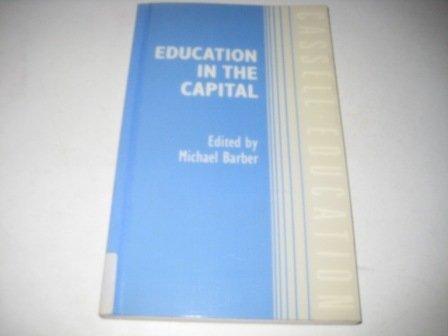 EDUCATION
IN THE
CAPITAL
Edited by
Michael Barber
CASSELL EDUCATION